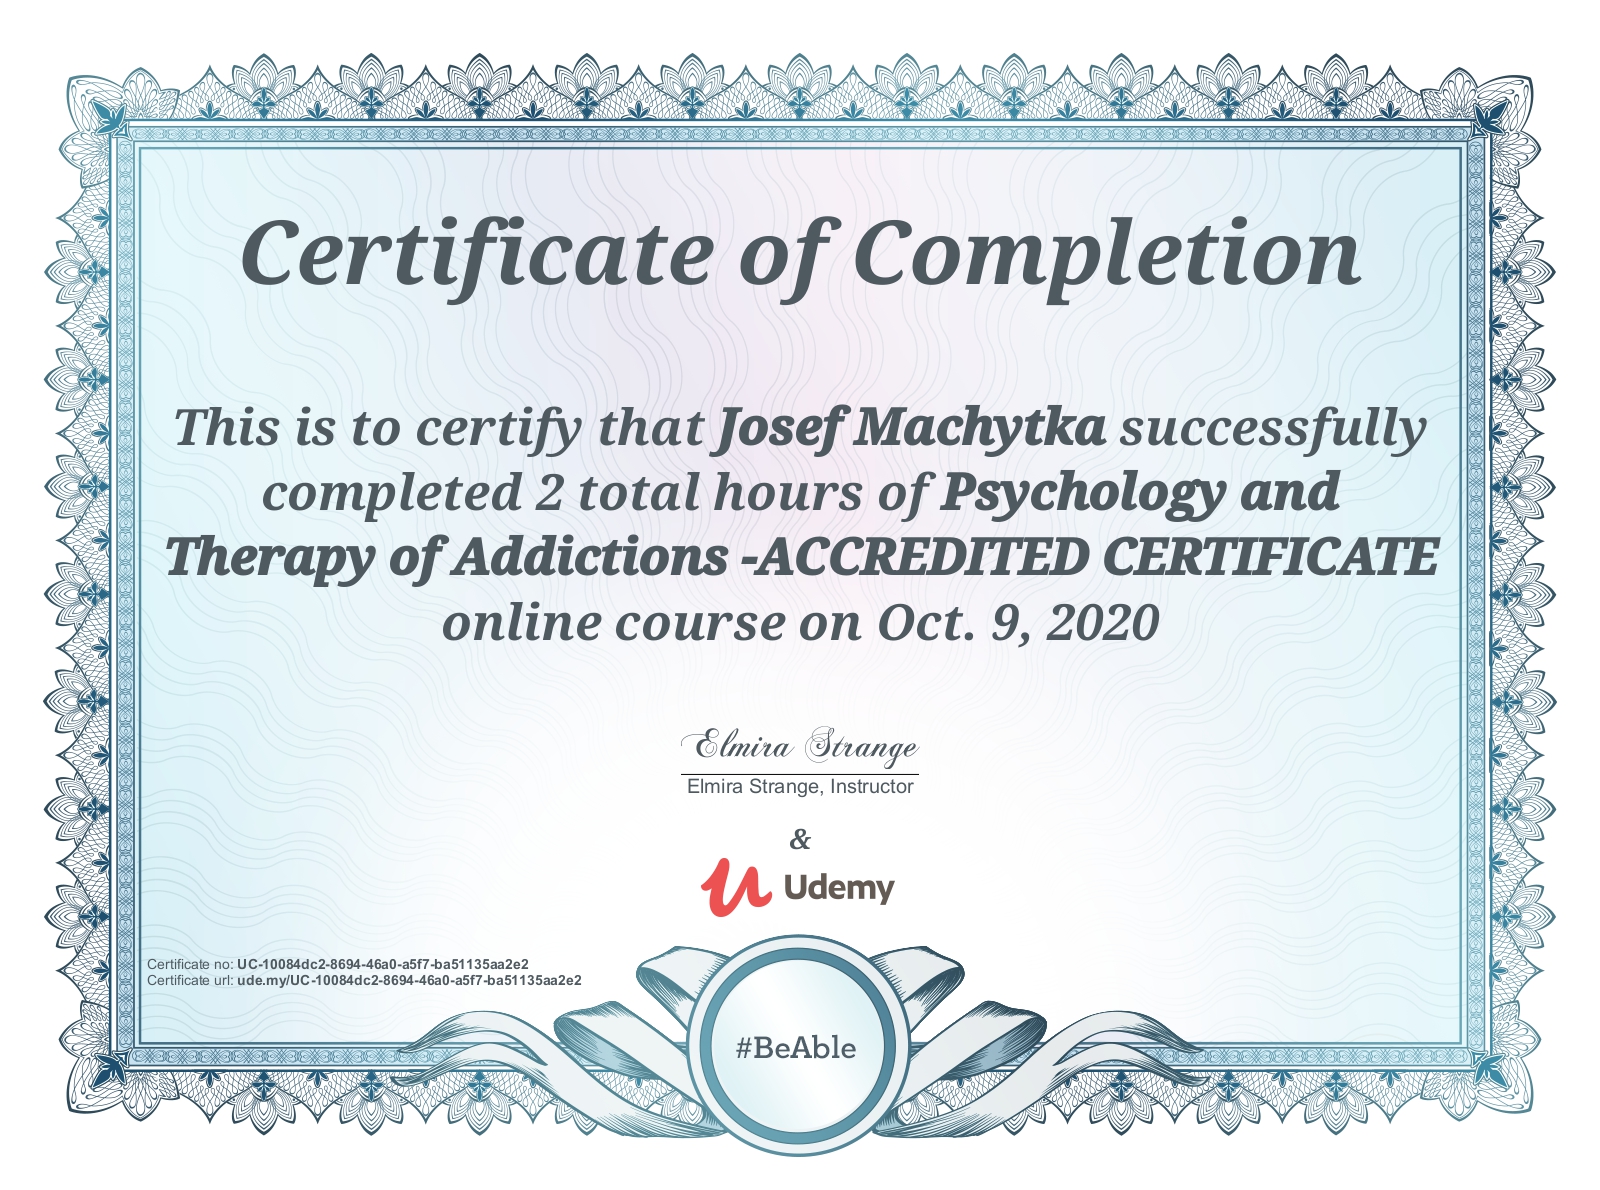 Certificate of Completion
This is to certify that Josef Machytka successfully
completed 2 total hours of Psychology and
Therapy of Addictions -ACCREDITED CERTIFICATE
online course on Oct. 9, 2020
Elmira Strange
Elmira Strange, Instructor
&
Udemy
Certificate no: UC-10084dc2-8694-46a0-a5f7-ba51135aa2e2
Certificate url: ude.my/UC-10084dc2-8694-46a0-a5f7-ba51135aa2e2
#BeAble